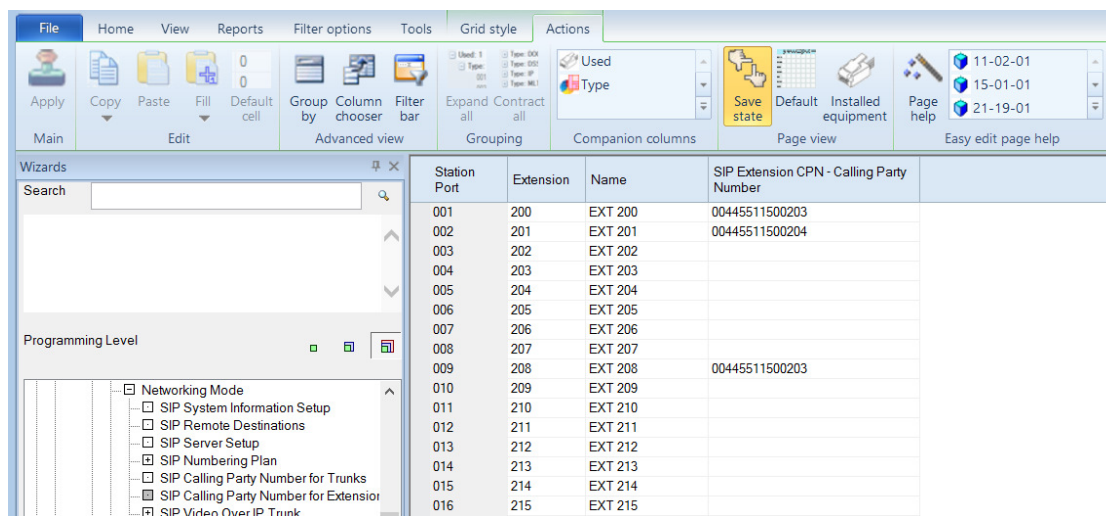 File Home View Reports Filter options Tools Grid style Actions
Apply Copy Paste Fill 0 0 Default cell Group by Column chooser Filter bar Expand all Contract all Used Type Save state Default Installed equipment Page help 11-02-01 15-01-01 21-19-01
Main Edit Advanced view Grouping Companion columns Page view Easy edit page help
Wizards
Search
Programming Level
Networking Mode
SIP System Information Setup
SIP Remote Destinations
SIP Server Setup
SIP Numbering Plan
SIP Calling Party Number for Trunks
SIP Calling Party Number for Extension
SIP Video Over IP Trunk
Station Port Extension Name SIP Extension CPN - Calling Party Number
001 200 EXT 200 00445511500203
002 201 EXT 201 00445511500204
003 202 EXT 202
004 203 EXT 203
005 204 EXT 204
006 205 EXT 205
007 206 EXT 206
008 207 EXT 207
009 208 EXT 208 00445511500203
010 209 EXT 209
011 210 EXT 210
012 211 EXT 211
013 212 EXT 212
014 213 EXT 213
015 214 EXT 214
016 215 EXT 215